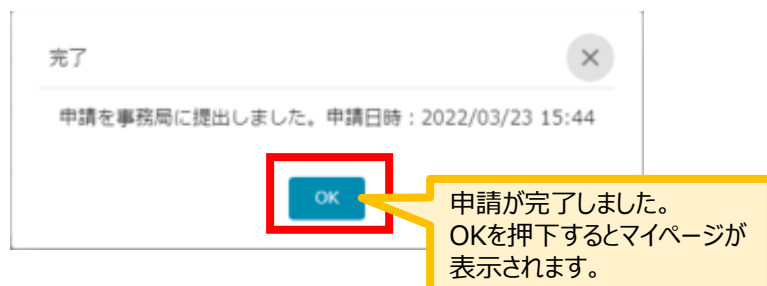 完了
申請を事務局に提出しました。申請日時：2022/03/23 15:44
OK
申請が完了しました。
OKを押下するとマイページが
表示されます。